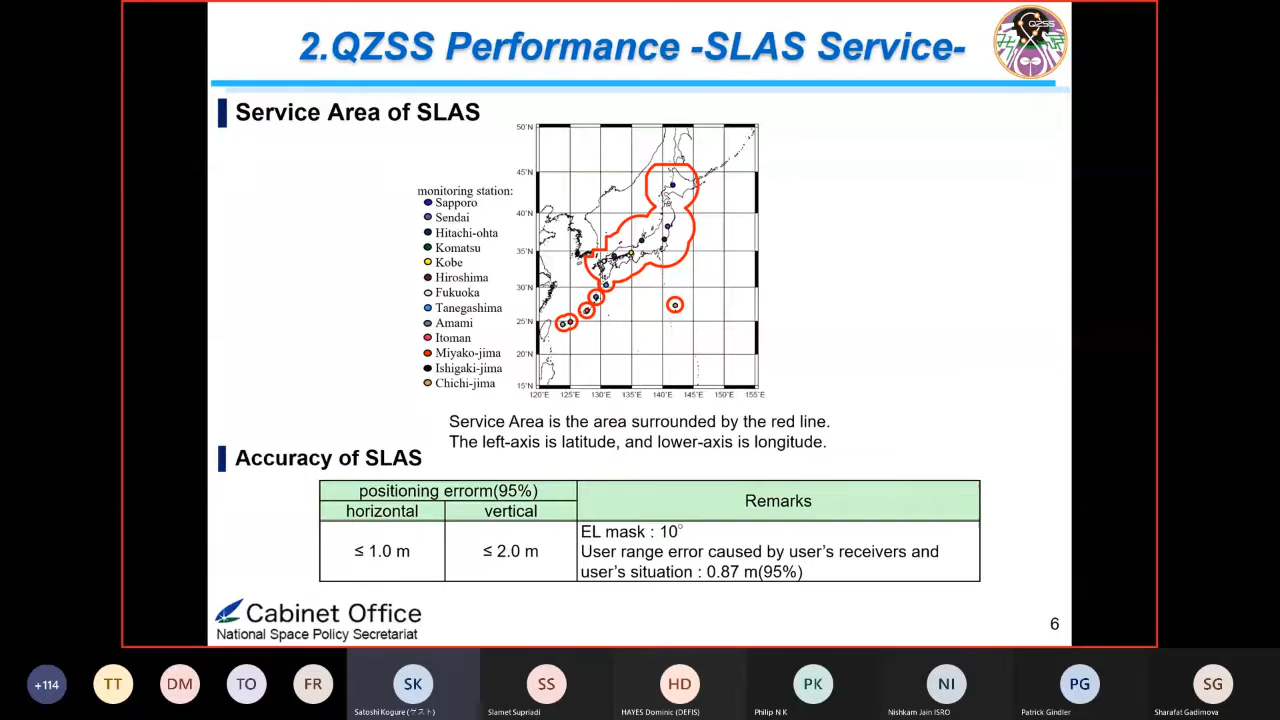 2.QZSS Performance -SLAS Service-
QZSS
Service Area of SLAS
monitoring station:
Sapporo
Sendai
Hitachi-ohta
Komatsu
Kobe
Hiroshima
Fukuoka
Tanegashima
Amami
Itoman
Miyako-jima
Ishigaki-jima
Chichi-jima
50˚N
45˚N
40˚N
35˚N
30˚N
25˚N
20˚N
15˚N
120˚E 125˚E 130˚E 135˚E 140˚E 145˚E 150˚E 155˚E
Service Area is the area surrounded by the red line.
The left-axis is latitude, and lower-axis is longitude.
Accuracy of SLAS
positioning errorm(95%)
Remarks
horizontal vertical
≤ 1.0 m ≤ 2.0 m
EL mask : 10°
User range error caused by user's receivers and
user's situation : 0.87 m(95%)
Cabinet Office
National Space Policy Secretariat
6
+114 TT DM TO FR SK SS HD PK NI PG SG
Satoshi Kogure (ゲスト) Slamet Supriadi HAYES Dominic (DEFIS) Philip N K Nishkam Jain ISRO Patrick Gindler Sharafat Gadimova